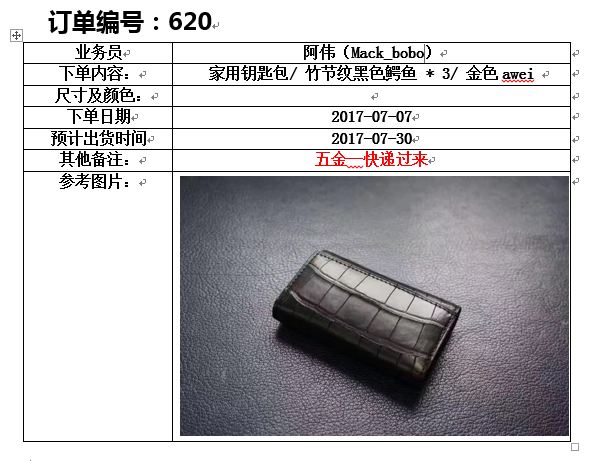 订单编号：620
业务员 阿伟（Mack_bobo）
下单内容： 家用钥匙包/ 竹节纹黑色鳄鱼 * 3/ 金色 awei
尺寸及颜色：
下单日期 2017-07-07
预计出货时间 2017-07-30
其他备注： 五金—快递过来
参考图片：